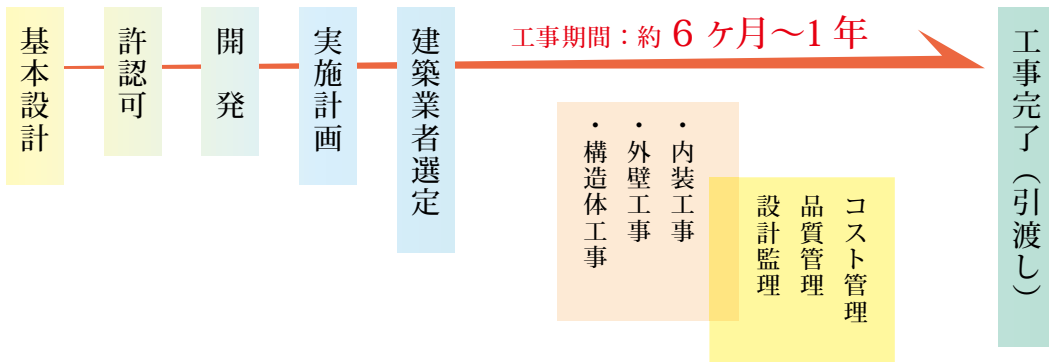 基本設計
許認可
開発
実施計画
建築業者選定
工事期間：約 6 ヶ月〜1 年
・内装工事
・外壁工事
・構造体工事
コスト管理
品質管理
設計監理
工事完了（引渡し）